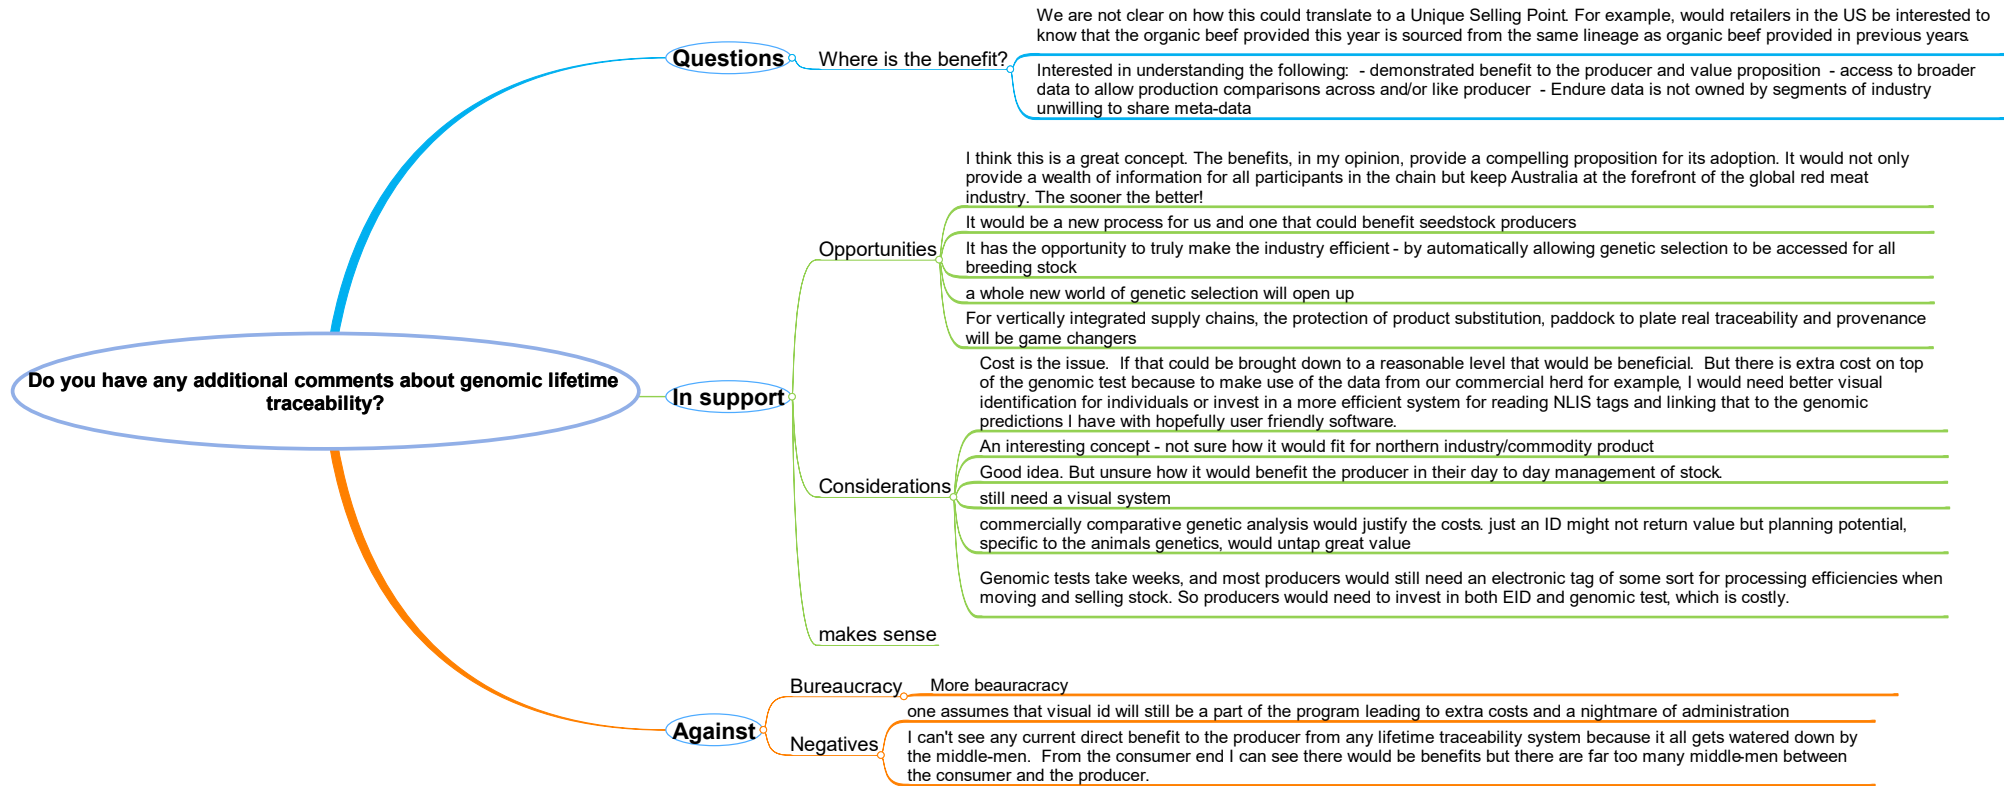 Do you have any additional comments about genomic lifetime
traceability?
Questions
Where is the benefit?
We are not clear on how this could translate to a Unique Selling Point. For example, would retailers in the US be interested to
know that the organic beef provided this year is sourced from the same lineage as organic beef provided in previous years.
Interested in understanding the following:  - demonstrated benefit to the producer and value proposition  - access to broader
data to allow production comparisons across and/or like producer  - Endure data is not owned by segments of industry
unwilling to share meta-data
In support
Opportunities
I think this is a great concept. The benefits, in my opinion, provide a compelling proposition for its adoption. It would not only
provide a wealth of information for all participants in the chain but keep Australia at the forefront of the global red meat
industry. The sooner the better!
It would be a new process for us and one that could benefit seedstock producers
It has the opportunity to truly make the industry efficient - by automatically allowing genetic selection to be accessed for all
breeding stock
a whole new world of genetic selection will open up
For vertically integrated supply chains, the protection of product substitution, paddock to plate real traceability and provenance
will be game changers
Considerations
Cost is the issue.  If that could be brought down to a reasonable level that would be beneficial.  But there is extra cost on top
of the genomic test because to make use of the data from our commercial herd for example, I would need better visual
identification for individuals or invest in a more efficient system for reading NLIS tags and linking that to the genomic
predictions I have with hopefully user friendly software.
An interesting concept - not sure how it would fit for northern industry/commodity product
Good idea. But unsure how it would benefit the producer in their day to day management of stock.
still need a visual system
commercially comparative genetic analysis would justify the costs. just an ID might not return value but planning potential,
specific to the animals genetics, would untap great value
Genomic tests take weeks, and most producers would still need an electronic tag of some sort for processing efficiencies when
moving and selling stock. So producers would need to invest in both EID and genomic test, which is costly.
makes sense
Against
Bureaucracy
More beauracracy
Negatives
one assumes that visual id will still be a part of the program leading to extra costs and a nightmare of administration
I can't see any current direct benefit to the producer from any lifetime traceability system because it all gets watered down by
the middle-men.  From the consumer end I can see there would be benefits but there are far too many middle-men between
the consumer and the producer.